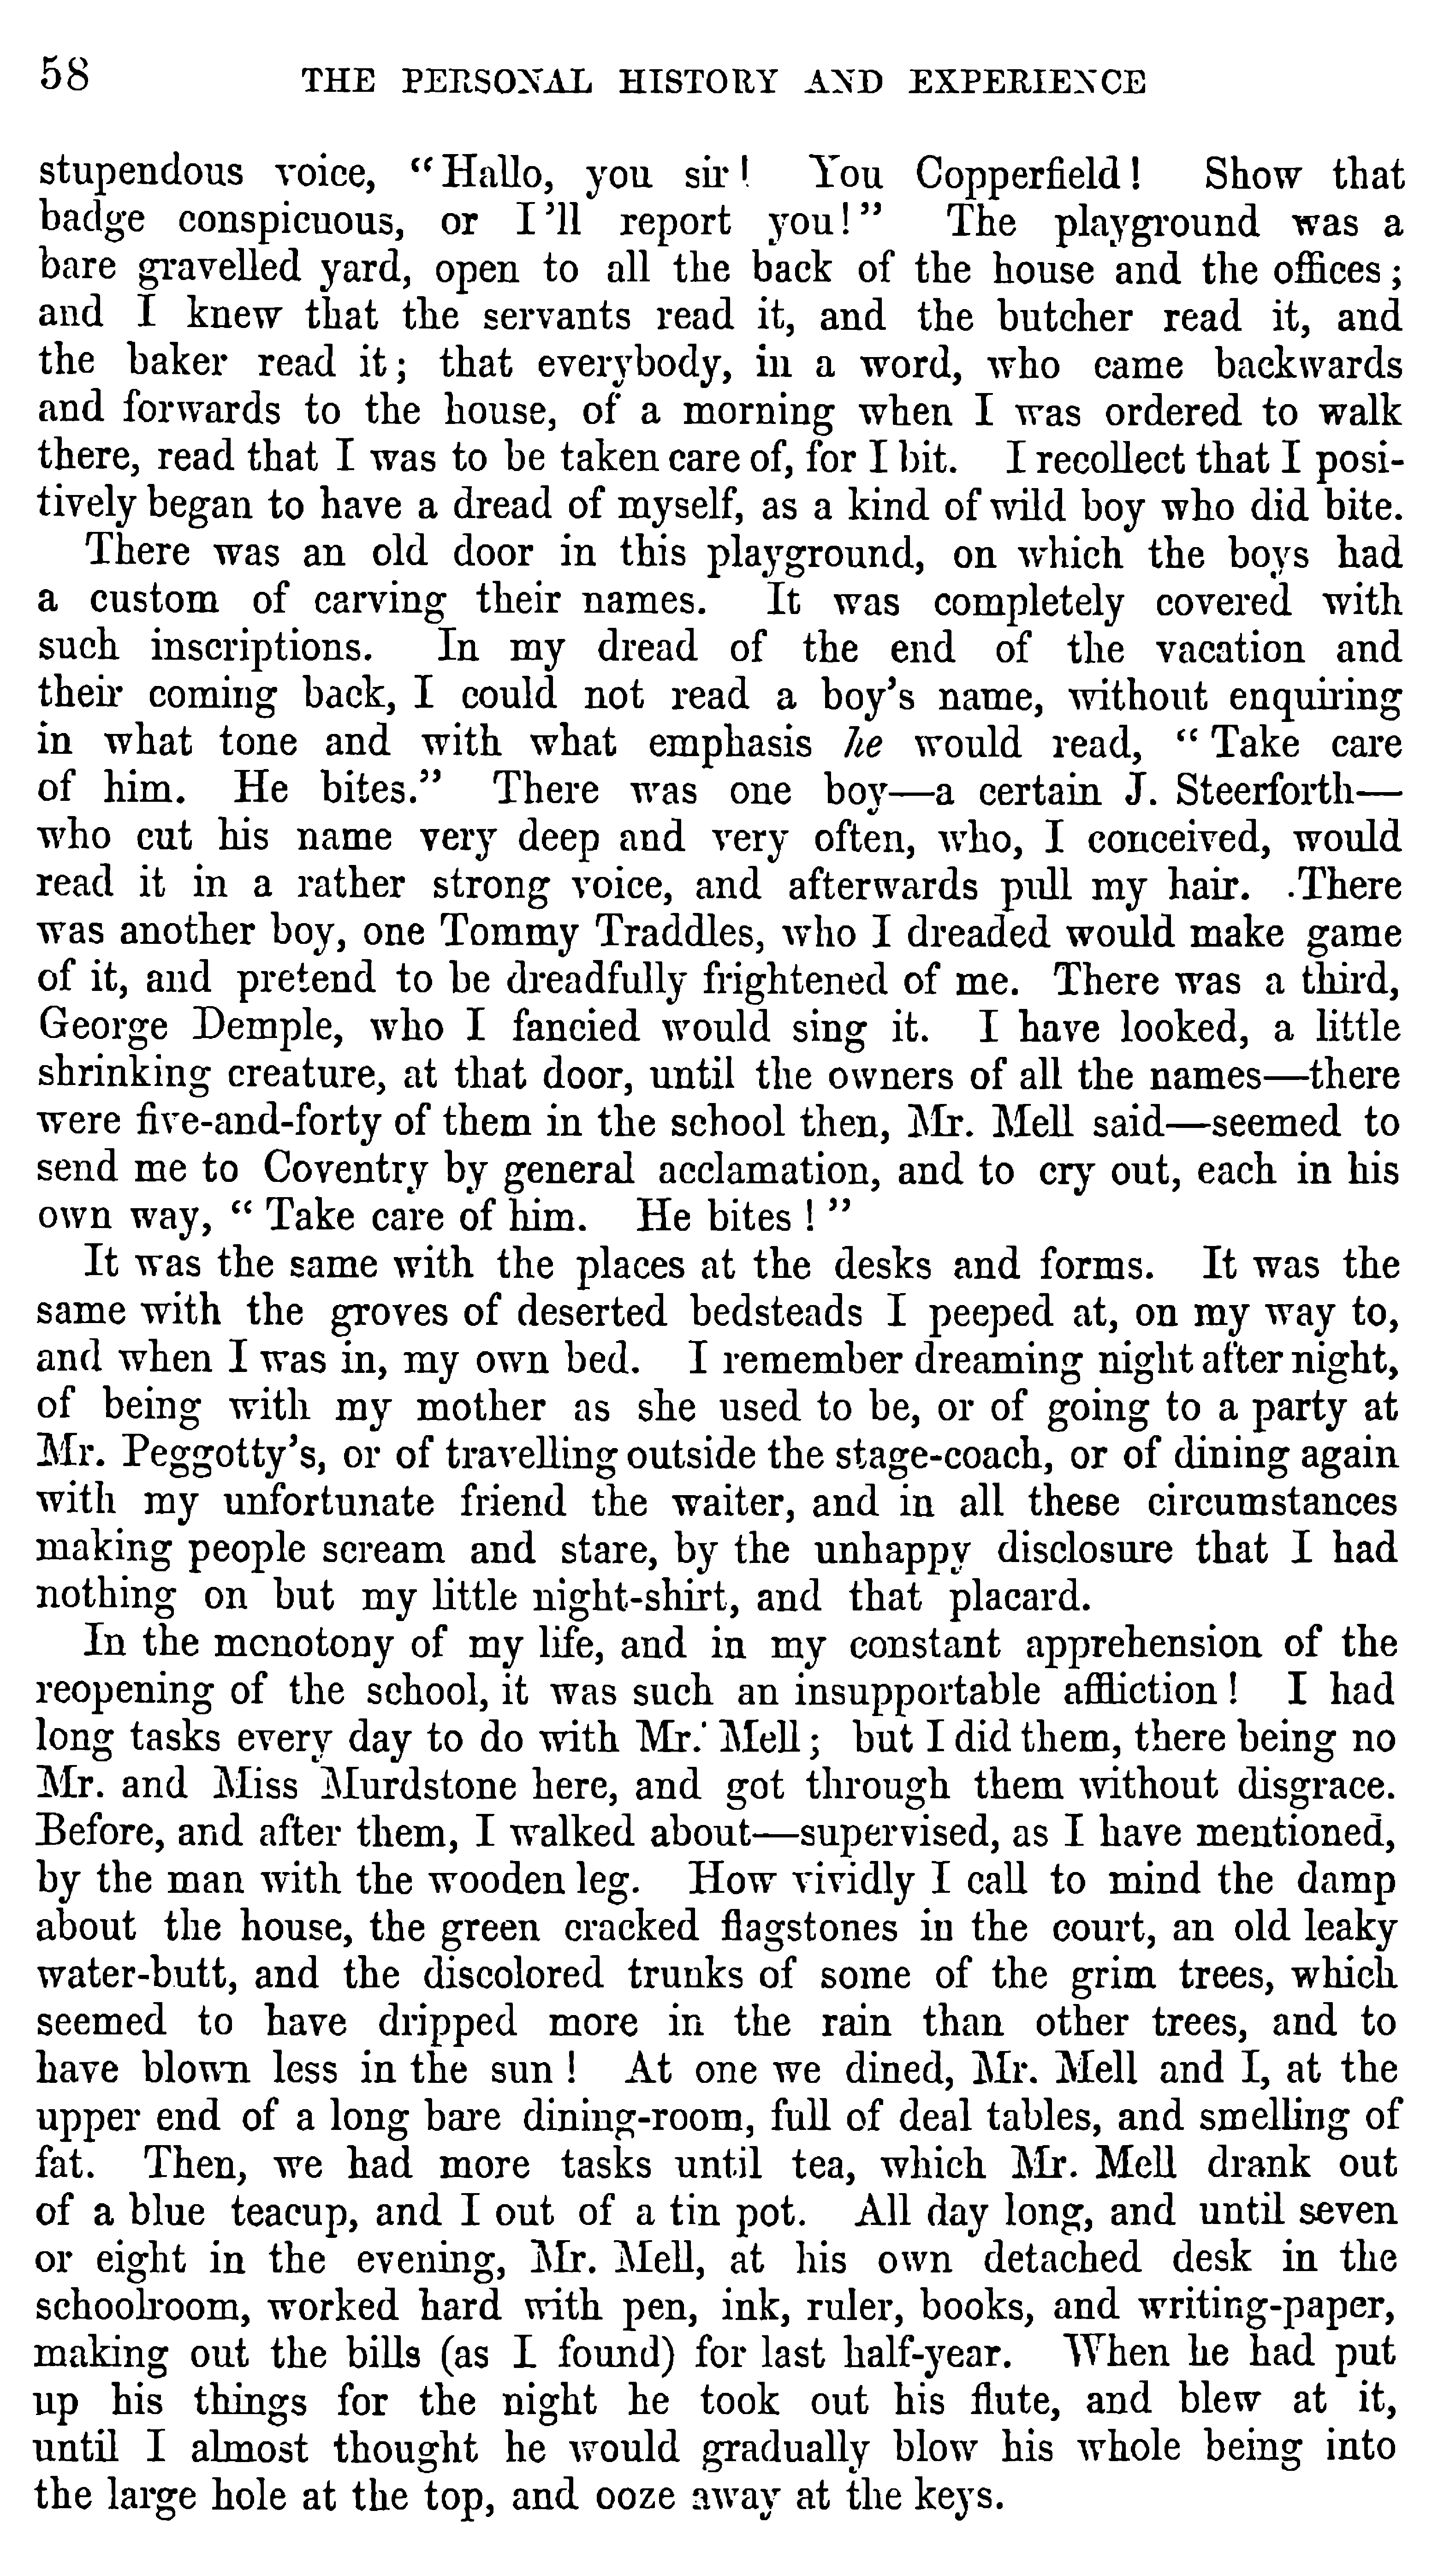 58 THE PERSONAL HISTORY AND EXPERIENCE
stupendous voice, “Hallo, you sir! You Copperfield! Show that
badge conspicuous, or I’ll report you!” The playground was a
bare gravelled yard, open to all the back of the house and the offices;
and I knew that the servants read it, and the butcher read it, and
the baker read it; that everybody, in a word, who came backwards
and forwards to the house, of a morning when I was ordered to walk
there, read that I was to be taken care of, for I bit. I recollect that I posi-
tively began to have a dread of myself, as a kind of wild boy who did bite.
There was an old door in this playground, on which the boys had
a custom of carving their names. It was completely covered with
such inscriptions. In my dread of the end of the vacation and
their coming back, I could not read a boy’s name, without enquiring
in what tone and with what emphasis he would read, “Take care
of him. He bites.” There was one boy—a certain J. Steerforth—
who cut his name very deep and very often, who, I conceived, would
read it in a rather strong voice, and afterwards pull my hair. There
was another boy, one Tommy Traddles, who I dreaded would make game
of it, and pretend to be dreadfully frightened of me. There was a third,
George Demple, who I fancied would sing it. I have looked, a little
shrinking creature, at that door, until the owners of all the names—there
were five-and-forty of them in the school then, Mr. Mell said—seemed to
send me to Coventry by general acclamation, and to cry out, each in his
own way, “Take care of him. He bites!”
It was the same with the places at the desks and forms. It was the
same with the groves of deserted bedsteads I peeped at, on my way to,
and when I was in, my own bed. I remember dreaming night after night,
of being with my mother as she used to be, or of going to a party at
Mr. Peggotty’s, or of travelling outside the stage-coach, or of dining again
with my unfortunate friend the waiter, and in all these circumstances
making people scream and stare, by the unhappy disclosure that I had
nothing on but my little night-shirt, and that placard.
In the monotony of my life, and in my constant apprehension of the
reopening of the school, it was such an insupportable affliction! I had
long tasks every day to do with Mr. Mell; but I did them, there being no
Mr. and Miss Murdstone here, and got through them without disgrace.
Before, and after them, I walked about—supervised, as I have mentioned,
by the man with the wooden leg. How vividly I call to mind the damp
about the house, the green cracked flagstones in the court, an old leaky
water-butt, and the discolored trunks of some of the grim trees, which
seemed to have dripped more in the rain than other trees, and to
have blown less in the sun! At one we dined, Mr. Mell and I, at the
upper end of a long bare dining-room, full of deal tables, and smelling of
fat. Then, we had more tasks until tea, which Mr. Mell drank out
of a blue teacup, and I out of a tin pot. All day long, and until seven
or eight in the evening, Mr. Mell, at his own detached desk in the
schoolroom, worked hard with pen, ink, ruler, books, and writing-paper,
making out the bills (as I found) for last half-year. When he had put
up his things for the night he took out his flute, and blew at it,
until I almost thought he would gradually blow his whole being into
the large hole at the top, and ooze away at the keys.